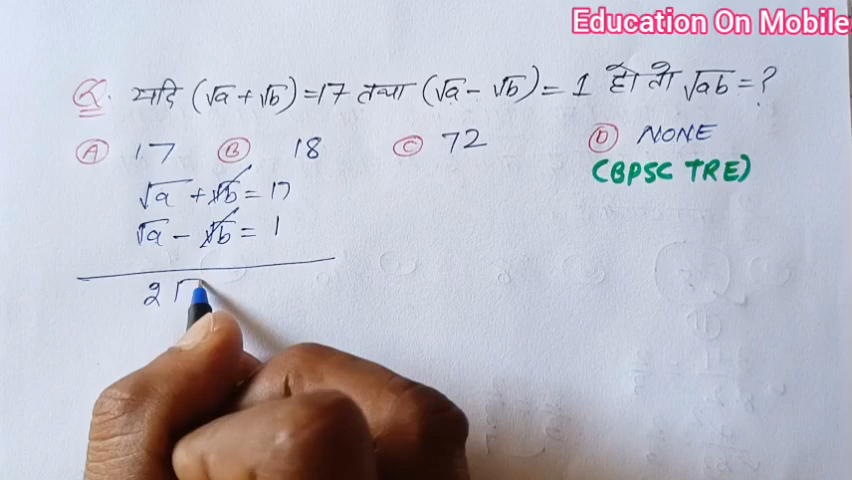 Education On Mobile
Q. यदि (√a + √b) = 17 तथा (√a - √b) = 1 हो तो √ab = ?
A 17 B 18 C 72 D NONE
(BPSC TRE)
√a + √b = 17
√a - √b = 1
2√